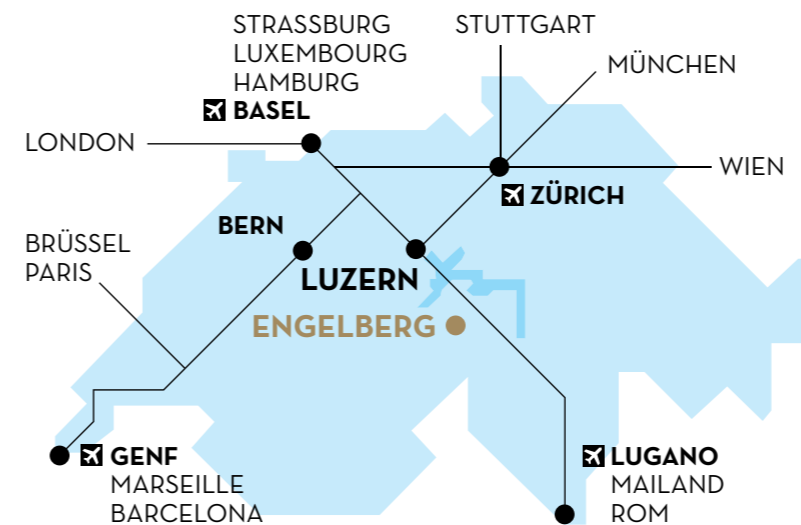 STRASSBURG
LUXEMBOURG
HAMBURG
BASEL
STUTTGART
MÜNCHEN
LONDON
WIEN
ZÜRICH
BERN
BRÜSSEL
PARIS
LUZERN
ENGELBERG
GENF
MARSEILLE
BARCELONA
LUGANO
MAILAND
ROM